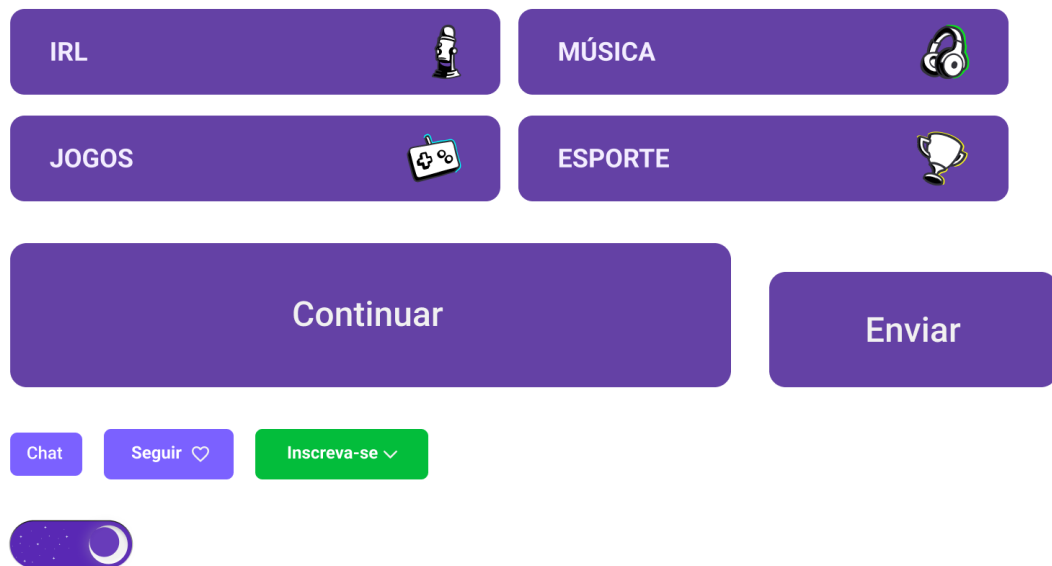 IRL
MÚSICA
JOGOS
ESPORTE
Continuar
Enviar
Chat
Seguir
Inscreva-se